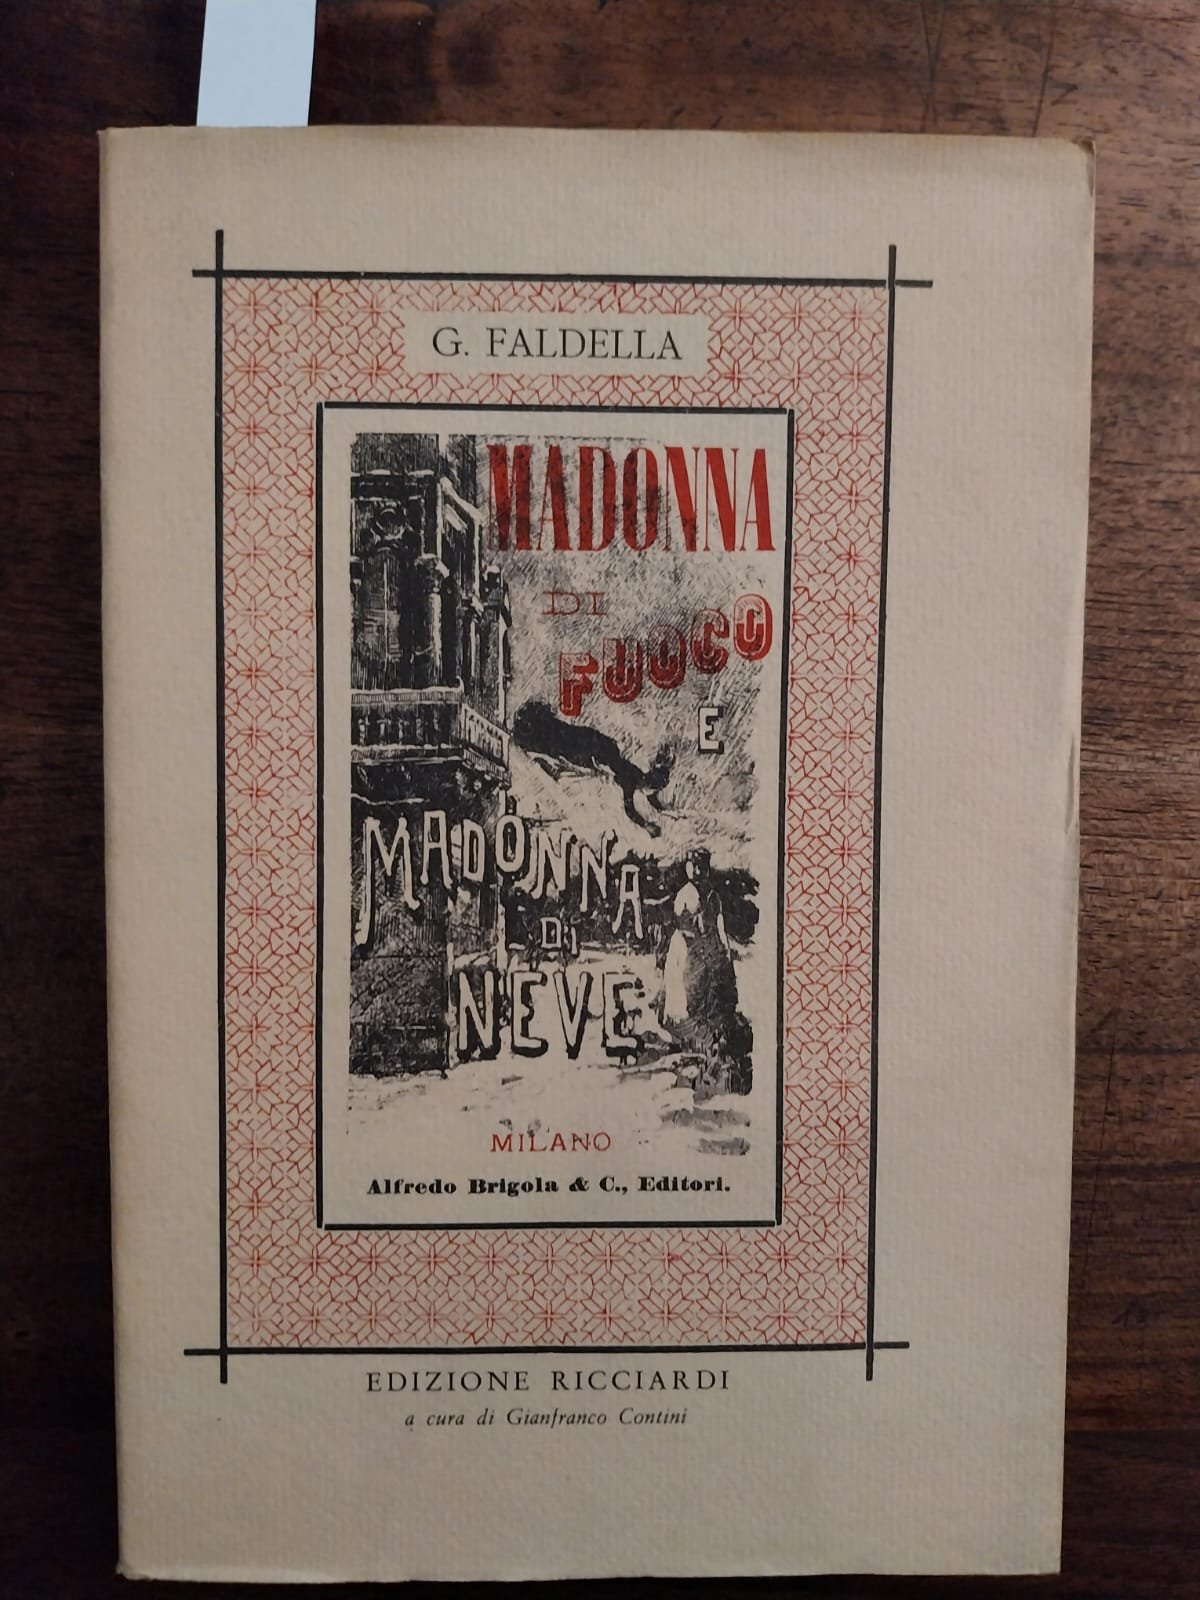 G. FALDELLA
MADONNA
DI
FUOCO
E
MADONNA
DI
NEVE
MILANO
Alfredo Brigola & C., Editori.
EDIZIONE RICCIARDI
a cura di Gianfranco Contini